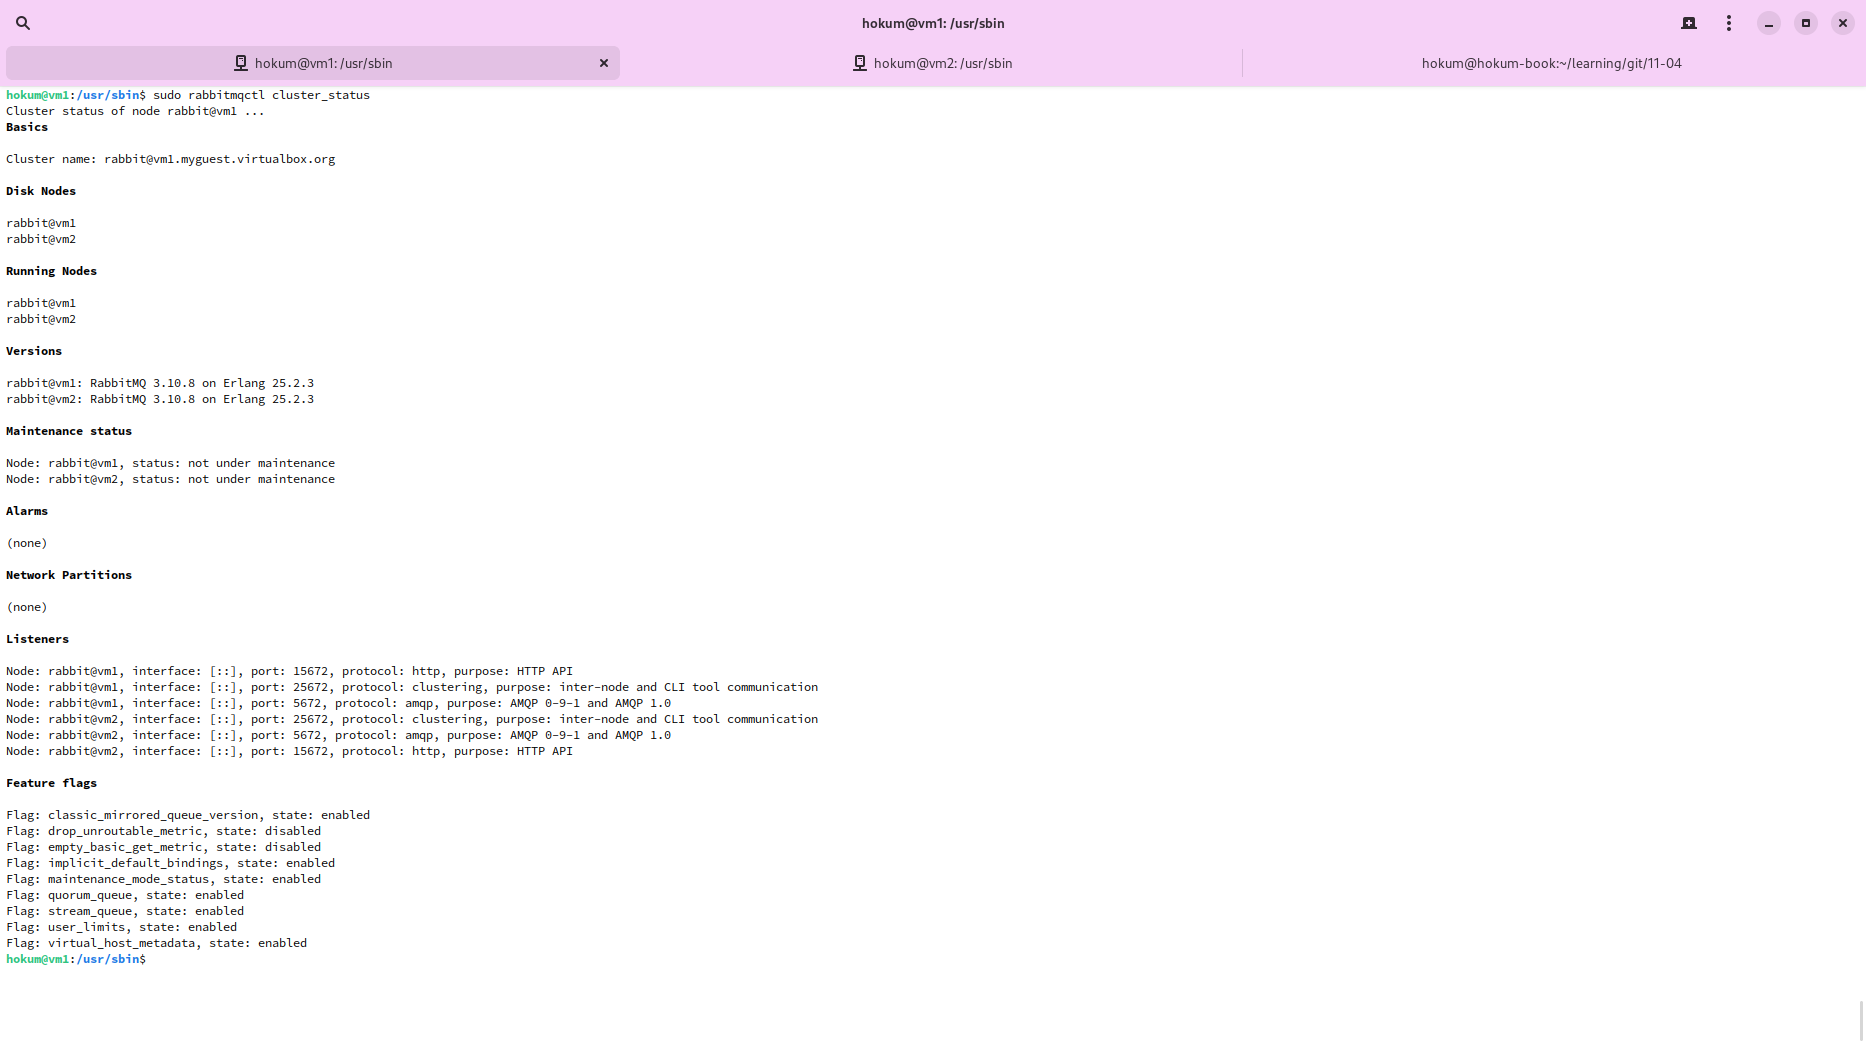 hokum@vm1: /usr/sbin
hokum@vm1: /usr/sbin
hokum@vm2: /usr/sbin
hokum@hokum-book:~/learning/git/11-04
hokum@vm1:/usr/sbin$ sudo rabbitmqctl cluster_status
Cluster status of node rabbit@vm1 ...
Basics
Cluster name: rabbit@vm1.myguest.virtualbox.org
Disk Nodes
rabbit@vm1
rabbit@vm2
Running Nodes
rabbit@vm1
rabbit@vm2
Versions
rabbit@vm1: RabbitMQ 3.10.8 on Erlang 25.2.3
rabbit@vm2: RabbitMQ 3.10.8 on Erlang 25.2.3
Maintenance status
Node: rabbit@vm1, status: not under maintenance
Node: rabbit@vm2, status: not under maintenance
Alarms
(none)
Network Partitions
(none)
Listeners
Node: rabbit@vm1, interface: [::], port: 15672, protocol: http, purpose: HTTP API
Node: rabbit@vm1, interface: [::], port: 25672, protocol: clustering, purpose: inter-node and CLI tool communication
Node: rabbit@vm1, interface: [::], port: 5672, protocol: amqp, purpose: AMQP 0-9-1 and AMQP 1.0
Node: rabbit@vm2, interface: [::], port: 25672, protocol: clustering, purpose: inter-node and CLI tool communication
Node: rabbit@vm2, interface: [::], port: 5672, protocol: amqp, purpose: AMQP 0-9-1 and AMQP 1.0
Node: rabbit@vm2, interface: [::], port: 15672, protocol: http, purpose: HTTP API
Feature flags
Flag: classic_mirrored_queue_version, state: enabled
Flag: drop_unroutable_metric, state: disabled
Flag: empty_basic_get_metric, state: disabled
Flag: implicit_default_bindings, state: enabled
Flag: maintenance_mode_status, state: enabled
Flag: quorum_queue, state: enabled
Flag: stream_queue, state: enabled
Flag: user_limits, state: enabled
Flag: virtual_host_metadata, state: enabled
hokum@vm1:/usr/sbin$